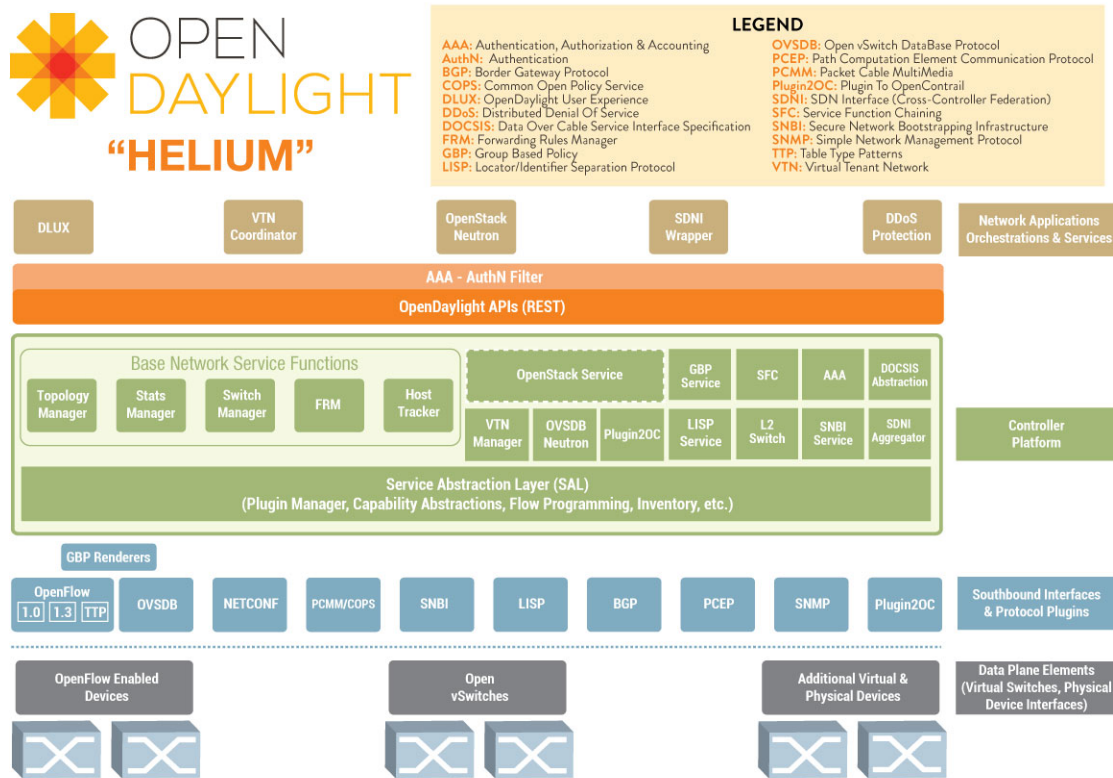 OPEN
DAYLIGHT
"HELIUM"
LEGEND
AAA: Authentication, Authorization & Accounting
AuthN: Authentication
BGP: Border Gateway Protocol
COPS: Common Open Policy Service
DLUX: OpenDaylight User Experience
DDoS: Distributed Denial Of Service
DOCSIS: Data Over Cable Service Interface Specification
FRM: Forwarding Rules Manager
GBP: Group Based Policy
LISP: Locator/Identifier Separation Protocol
OVSDB: Open vSwitch DataBase Protocol
PCEP: Path Computation Element Communication Protocol
PCMM: Packet Cable MultiMedia
Plugin2OC: Plugin To OpenContrail
SDNI: SDN Interface (Cross-Controller Federation)
SFC: Service Function Chaining
SNBI: Secure Network Bootstrapping Infrastructure
SNMP: Simple Network Management Protocol
TTP: Table Type Patterns
VTN: Virtual Tenant Network
DLUX
VTN
Coordinator
OpenStack
Neutron
SDNI
Wrapper
DDoS
Protection
Network Applications
Orchestrations & Services
AAA - AuthN Filter
OpenDaylight APIs (REST)
Base Network Service Functions
Topology
Manager
Stats
Manager
Switch
Manager
FRM
Host
Tracker
OpenStack Service
GBP
Service
SFC
AAA
DOCSIS
Abstraction
VTN
Manager
OVSDB
Neutron
Plugin2OC
LISP
Service
L2
Switch
SNBI
Service
SDNI
Aggregator
Controller
Platform
Service Abstraction Layer (SAL)
(Plugin Manager, Capability Abstractions, Flow Programming, Inventory, etc.)
GBP Renderers
OpenFlow
1.0 1.3 TTP
OVSDB
NETCONF
PCMM/COPS
SNBI
LISP
BGP
PCEP
SNMP
Plugin2OC
Southbound Interfaces
& Protocol Plugins
OpenFlow Enabled
Devices
Open
vSwitches
Additional Virtual &
Physical Devices
Data Plane Elements
(Virtual Switches, Physical
Device Interfaces)